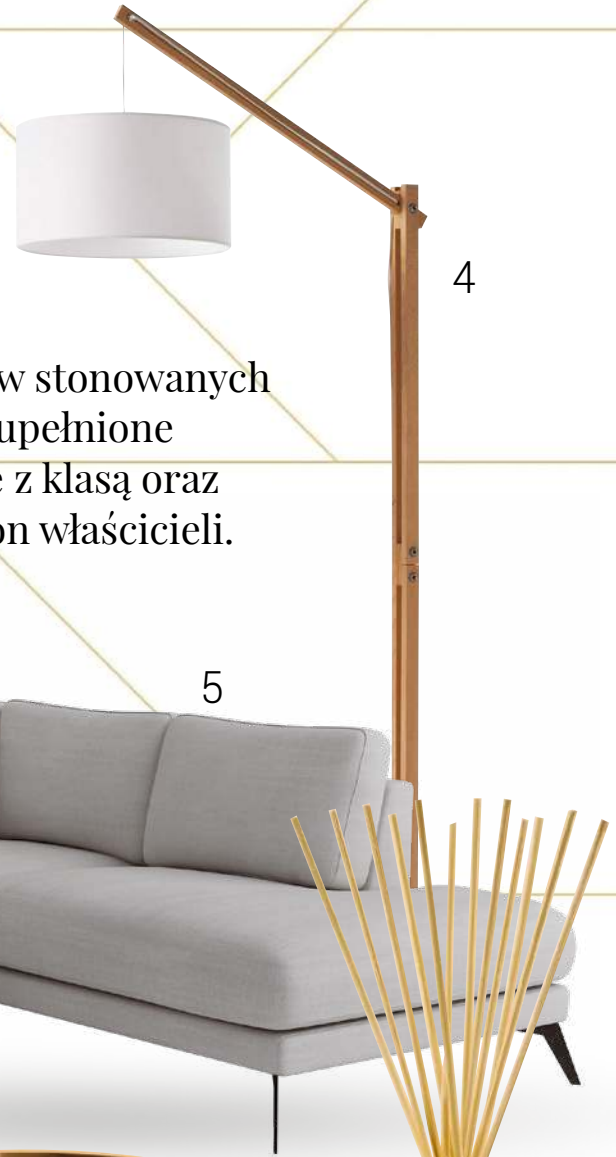 4
w stonowanych
upełnione
z klasą oraz
on właścicieli.
5